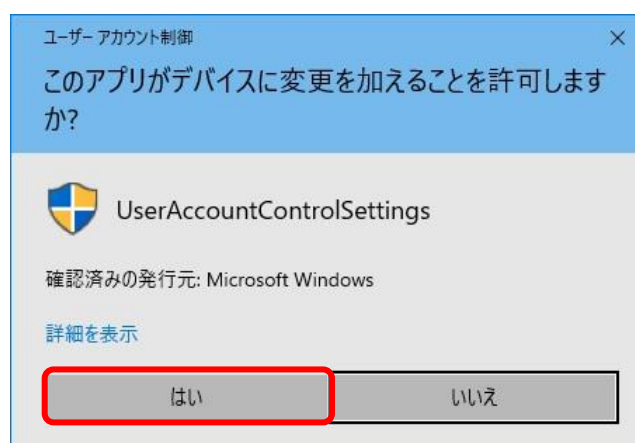 ユーザー アカウント制御
このアプリがデバイスに変更を加えることを許可します
か?
UserAccountControlSettings
確認済みの発行元: Microsoft Windows
詳細を表示
はい
いいえ